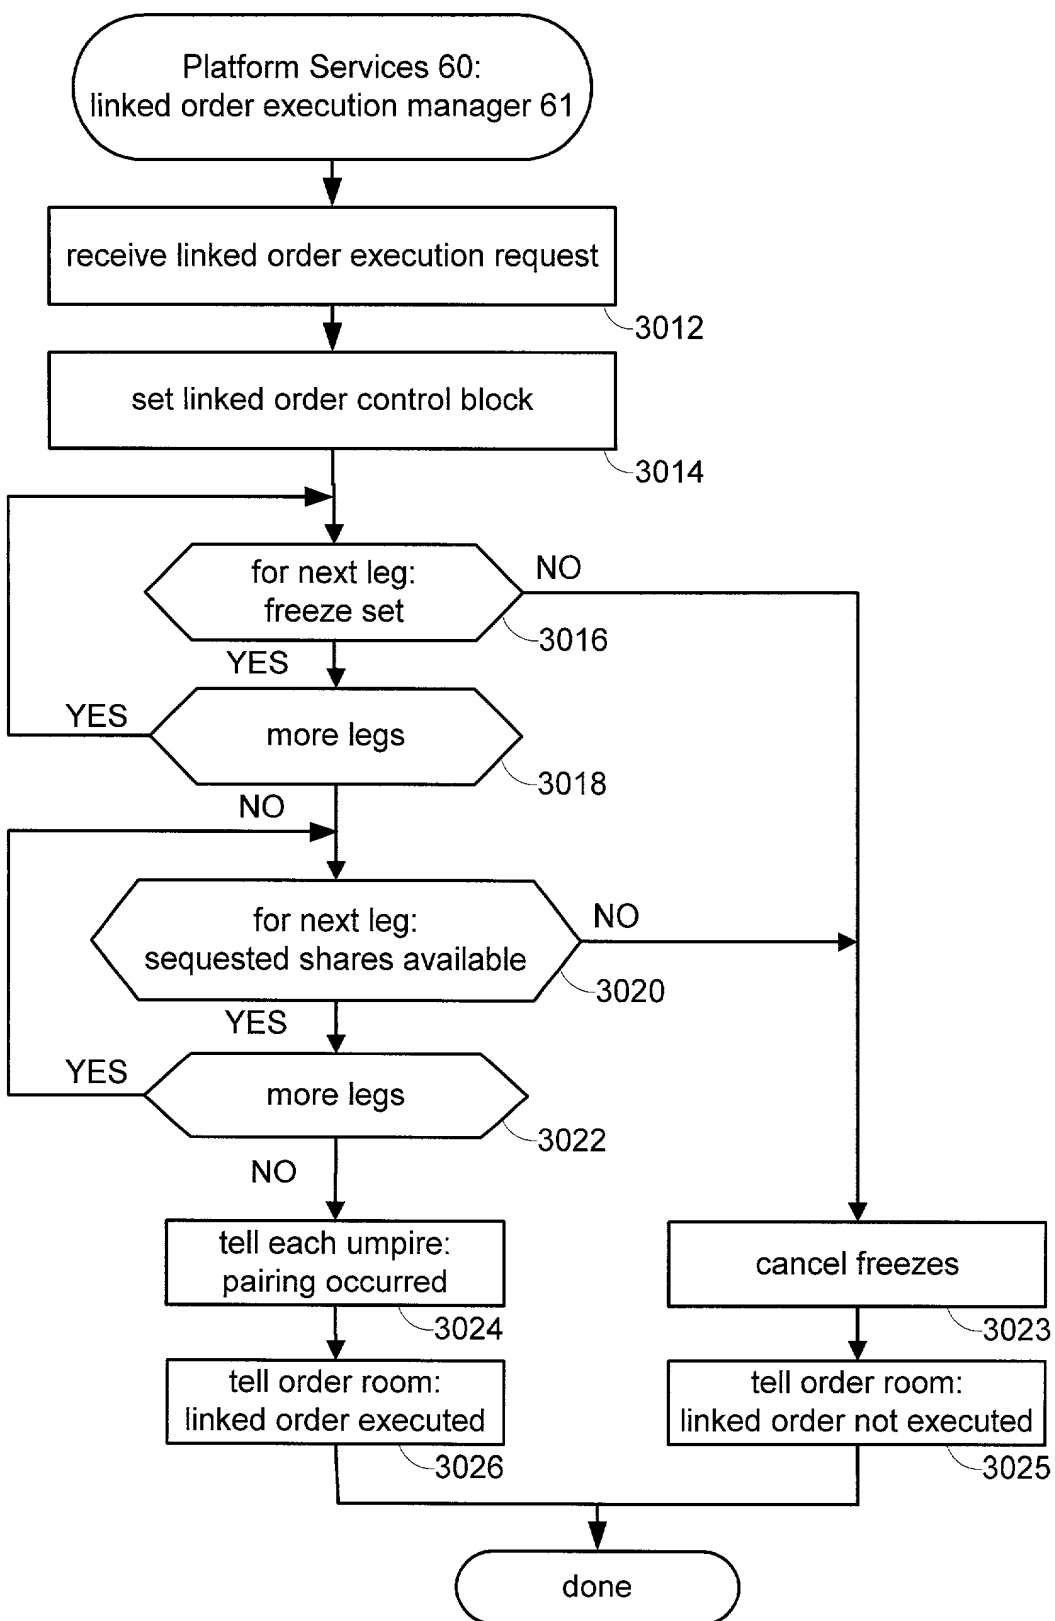 Platform Services 60:
linked order execution manager 61
receive linked order execution request
3012
set linked order control block
3014
for next leg:
freeze set
NO
3016
YES
more legs
YES
3018
NO
for next leg:
sequested shares available
NO
3020
YES
more legs
YES
3022
NO
tell each umpire:
pairing occurred
3024
cancel freezes
3023
tell order room:
linked order executed
3026
tell order room:
linked order not executed
3025
done